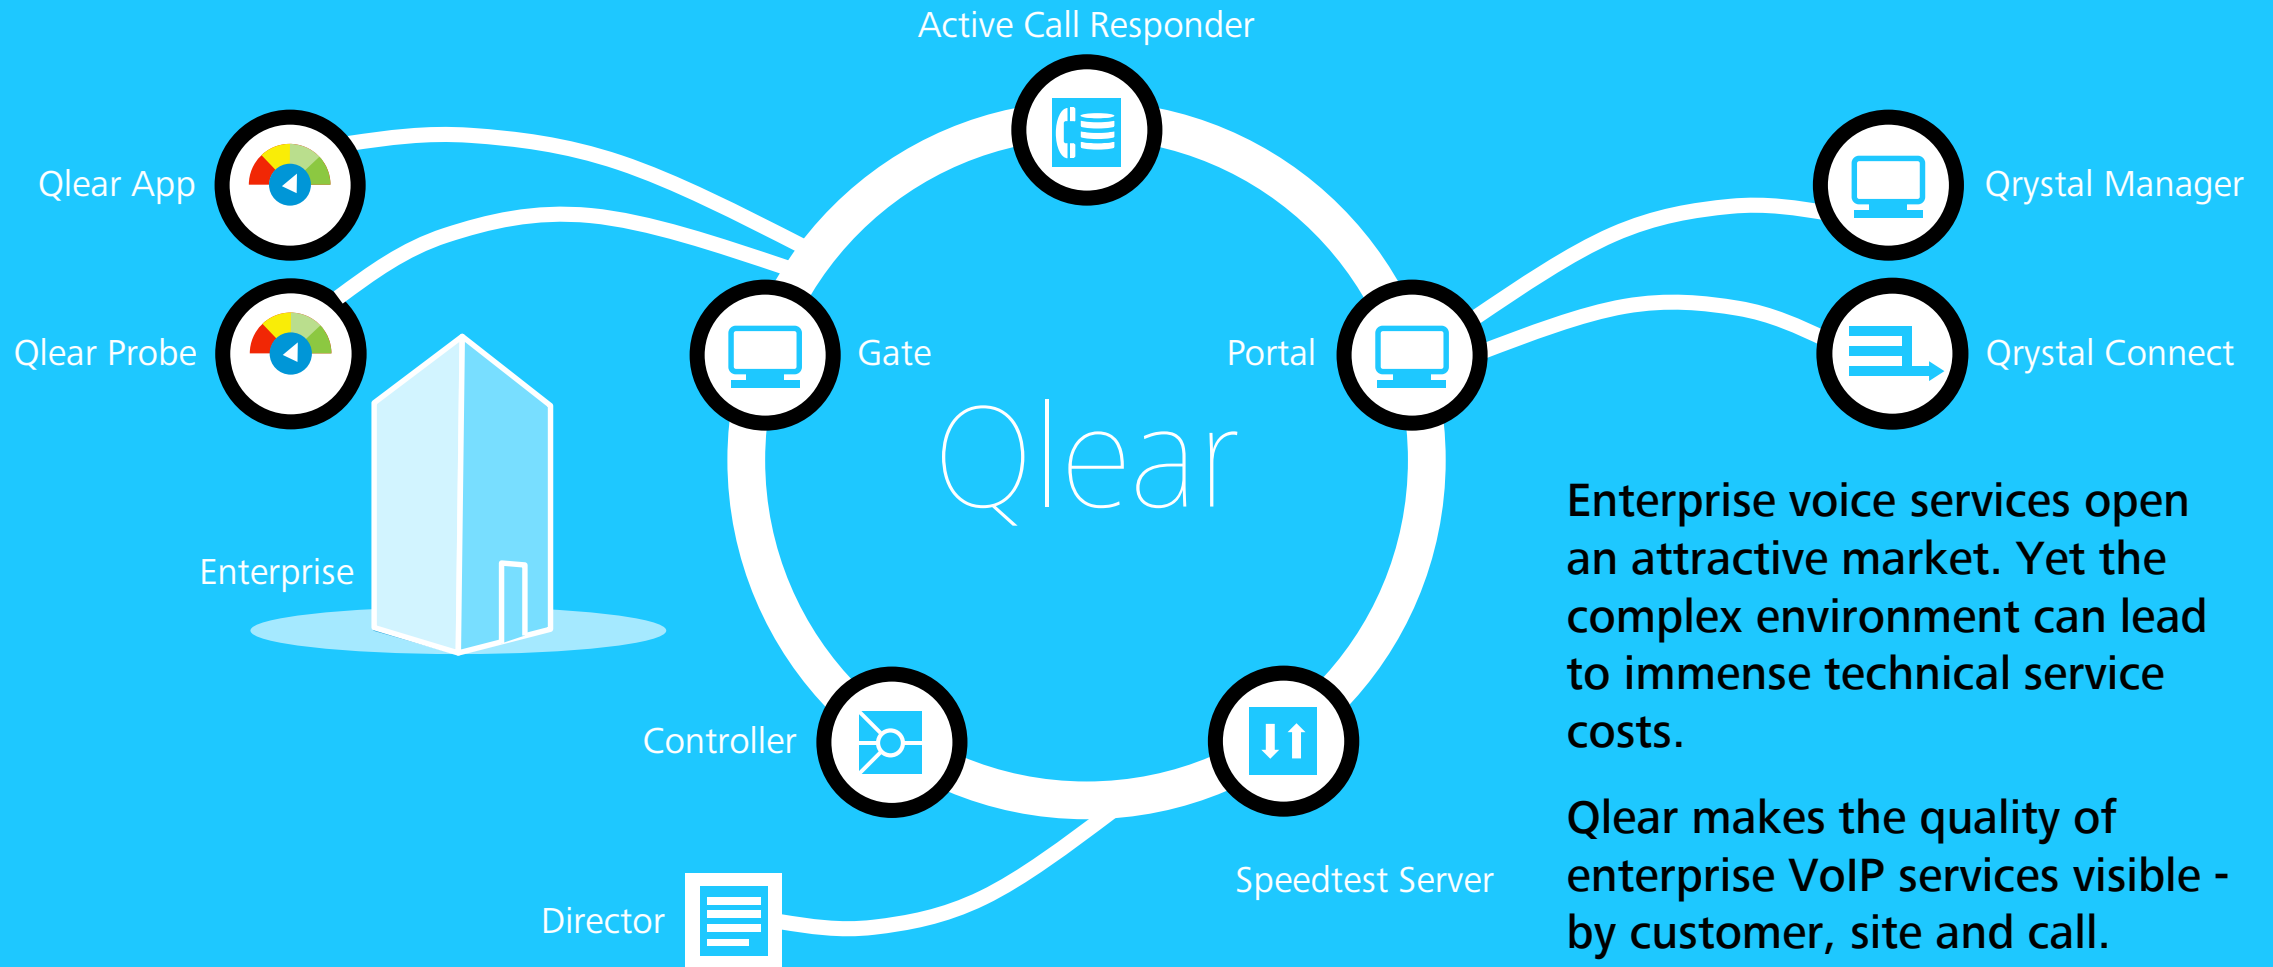 Active Call Responder
Qlear App
Qrystal Manager
Qlear Probe
Gate
Portal
Qrystal Connect
Qlear
Enterprise
Controller
Speedtest Server
Director
Enterprise voice services open
an attractive market. Yet the
complex environment can lead
to immense technical service
costs.
Qlear makes the quality of
enterprise VoIP services visible -
by customer, site and call.